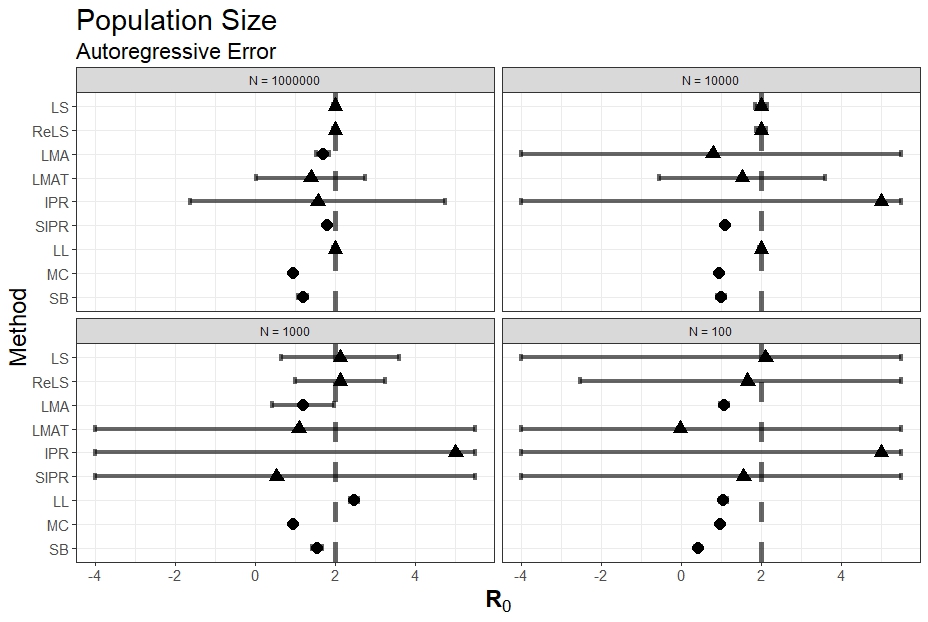 Population Size
Autoregressive Error
N = 1000000
N = 10000
LS
ReLS
LMA
LMAT
IPR
SIPR
LL
MC
SB
Method
N = 1000
N = 100
LS
ReLS
LMA
LMAT
IPR
SIPR
LL
MC
SB
-4 -2 0 2 4
-4 -2 0 2 4
R0